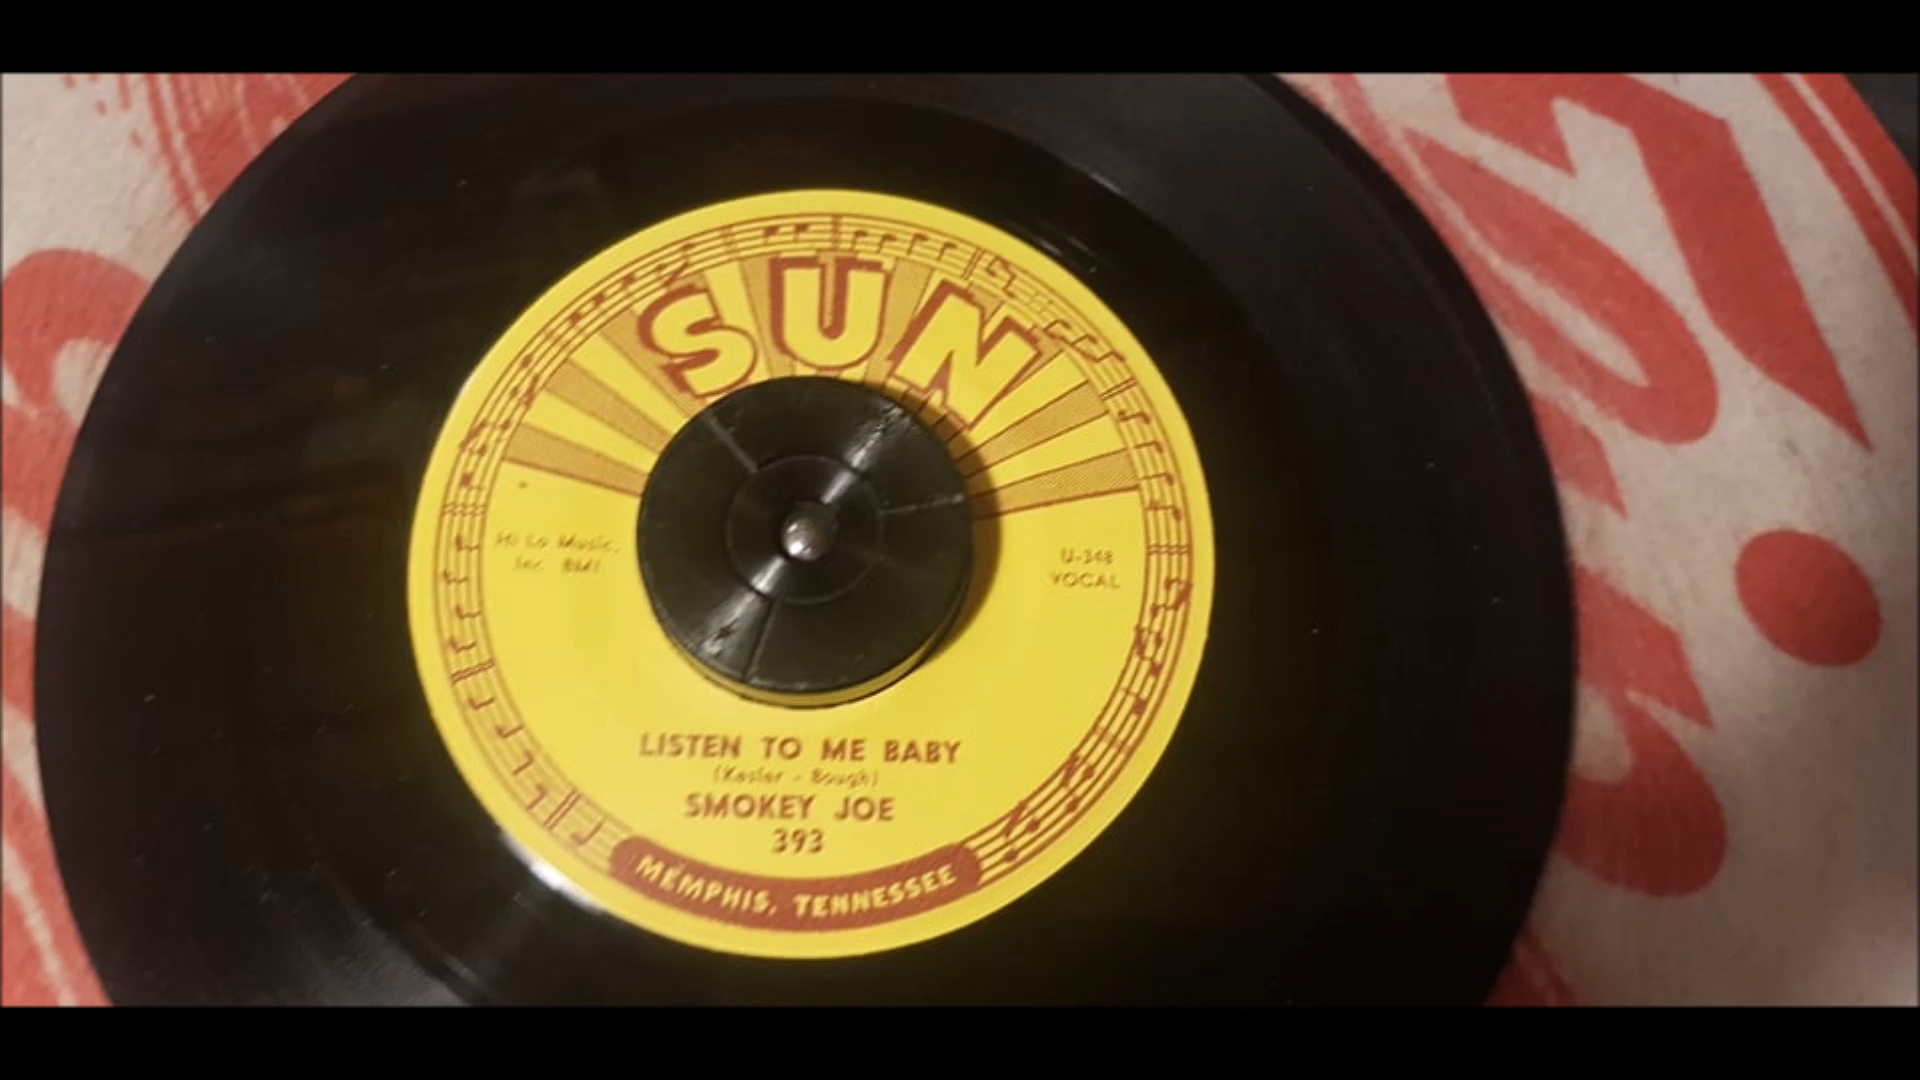 SUN
Hi Lo Music,
Inc. BMI
U-348
VOCAL
LISTEN TO ME BABY
(Kesler - Bough)
SMOKEY JOE
393
MEMPHIS, TENNESSEE